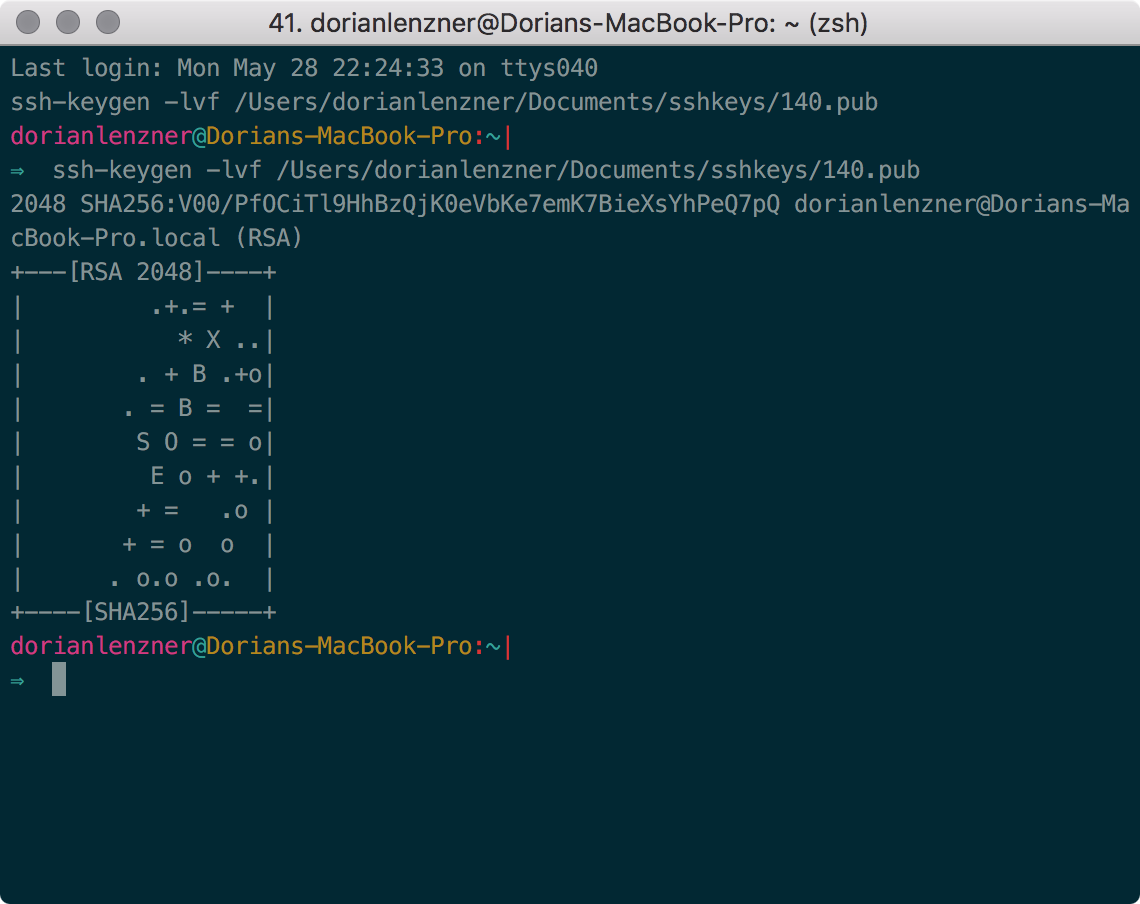 41. dorianlenzner@Dorians-MacBook-Pro: ~ (zsh)
Last login: Mon May 28 22:24:33 on ttys040
ssh-keygen -lvf /Users/dorianlenzner/Documents/sshkeys/140.pub
dorianlenzner@Dorians-MacBook-Pro:~|
⇒  ssh-keygen -lvf /Users/dorianlenzner/Documents/sshkeys/140.pub
2048 SHA256:V00/PfOCiTl9HhBzQjK0eVbKe7emK7BieXsYhPeQ7pQ dorianlenzner@Dorians-Ma
cBook-Pro.local (RSA)
+---[RSA 2048]----+
|         .+.= +  |
|           * X ..|
|        . + B .+o|
|       . = B =  =|
|        S O = = o|
|         E o + +.|
|        + =   .o |
|       + = o  o  |
|      . o.o .o.  |
+----[SHA256]-----+
dorianlenzner@Dorians-MacBook-Pro:~|
⇒